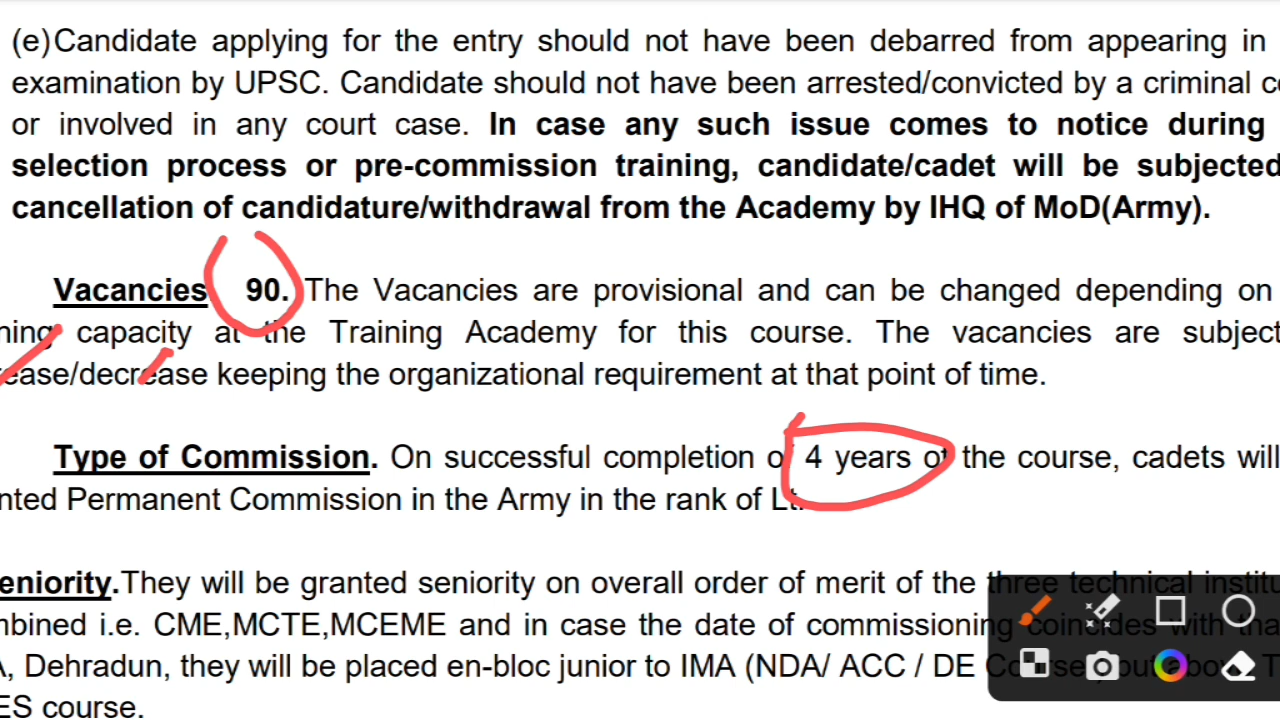 (e)Candidate applying for the entry should not have been debarred from appearing in
examination by UPSC. Candidate should not have been arrested/convicted by a criminal c
or involved in any court case. In case any such issue comes to notice during
selection process or pre-commission training, candidate/cadet will be subjected
cancellation of candidature/withdrawal from the Academy by IHQ of MoD(Army).
Vacancies 90. The Vacancies are provisional and can be changed depending on
ning capacity at the Training Academy for this course. The vacancies are subject
ease/decrease keeping the organizational requirement at that point of time.
Type of Commission. On successful completion of 4 years of the course, cadets will
nted Permanent Commission in the Army in the rank of Lt.
eniority.They will be granted seniority on overall order of merit of the three technical institu
nbined i.e. CME,MCTE,MCEME and in case the date of commissioning coincides with tha
A, Dehradun, they will be placed en-bloc junior to IMA (NDA/ ACC / DE Course) but above T
ES course.